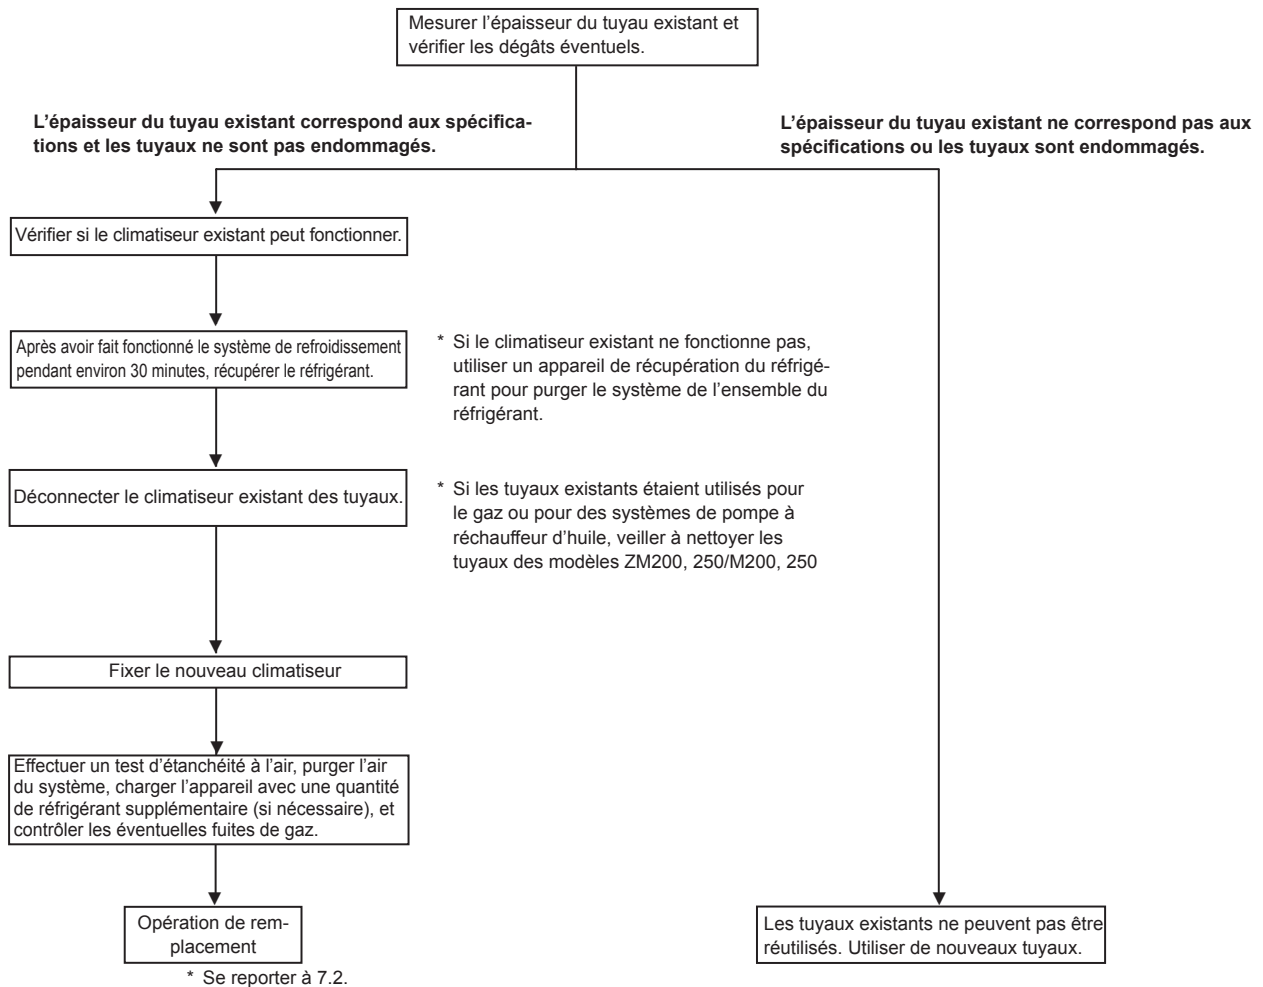 Mesurer l'épaisseur du tuyau existant et
vérifier les dégâts éventuels.
L'épaisseur du tuyau existant correspond aux spécifica-
tions et les tuyaux ne sont pas endommagés.
L'épaisseur du tuyau existant ne correspond pas aux
spécifications ou les tuyaux sont endommagés.
Vérifier si le climatiseur existant peut fonctionner.
Après avoir fait fonctionné le système de refroidissement
pendant environ 30 minutes, récupérer le réfrigérant.
* Si le climatiseur existant ne fonctionne pas,
utiliser un appareil de récupération du réfrigé-
rant pour purger le système de l'ensemble du
réfrigérant.
Déconnecter le climatiseur existant des tuyaux.
* Si les tuyaux existants étaient utilisés pour
le gaz ou pour des systèmes de pompe à
réchauffeur d'huile, veiller à nettoyer les
tuyaux des modèles ZM200, 250/M200, 250
Fixer le nouveau climatiseur
Effectuer un test d'étanchéité à l'air, purger l'air
du système, charger l'appareil avec une quantité
de réfrigérant supplémentaire (si nécessaire), et
contrôler les éventuelles fuites de gaz.
Opération de rem-
placement
* Se reporter à 7.2.
Les tuyaux existants ne peuvent pas être
réutilisés. Utiliser de nouveaux tuyaux.